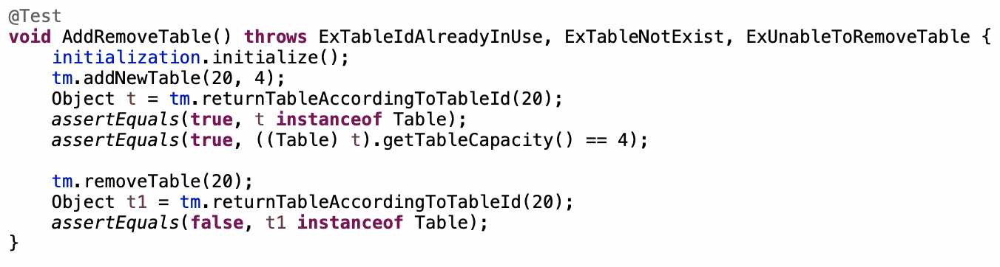 @Test
void AddRemoveTable() throws ExTableIdAlreadyInUse, ExTableNotExist, ExUnableToRemoveTable {
    initialization.initialize();
    tm.addNewTable(20, 4);
    Object t = tm.returnTableAccordingToTableId(20);
    assertEquals(true, t instanceof Table);
    assertEquals(true, ((Table) t).getTableCapacity() == 4);

    tm.removeTable(20);
    Object t1 = tm.returnTableAccordingToTableId(20);
    assertEquals(false, t1 instanceof Table);
}